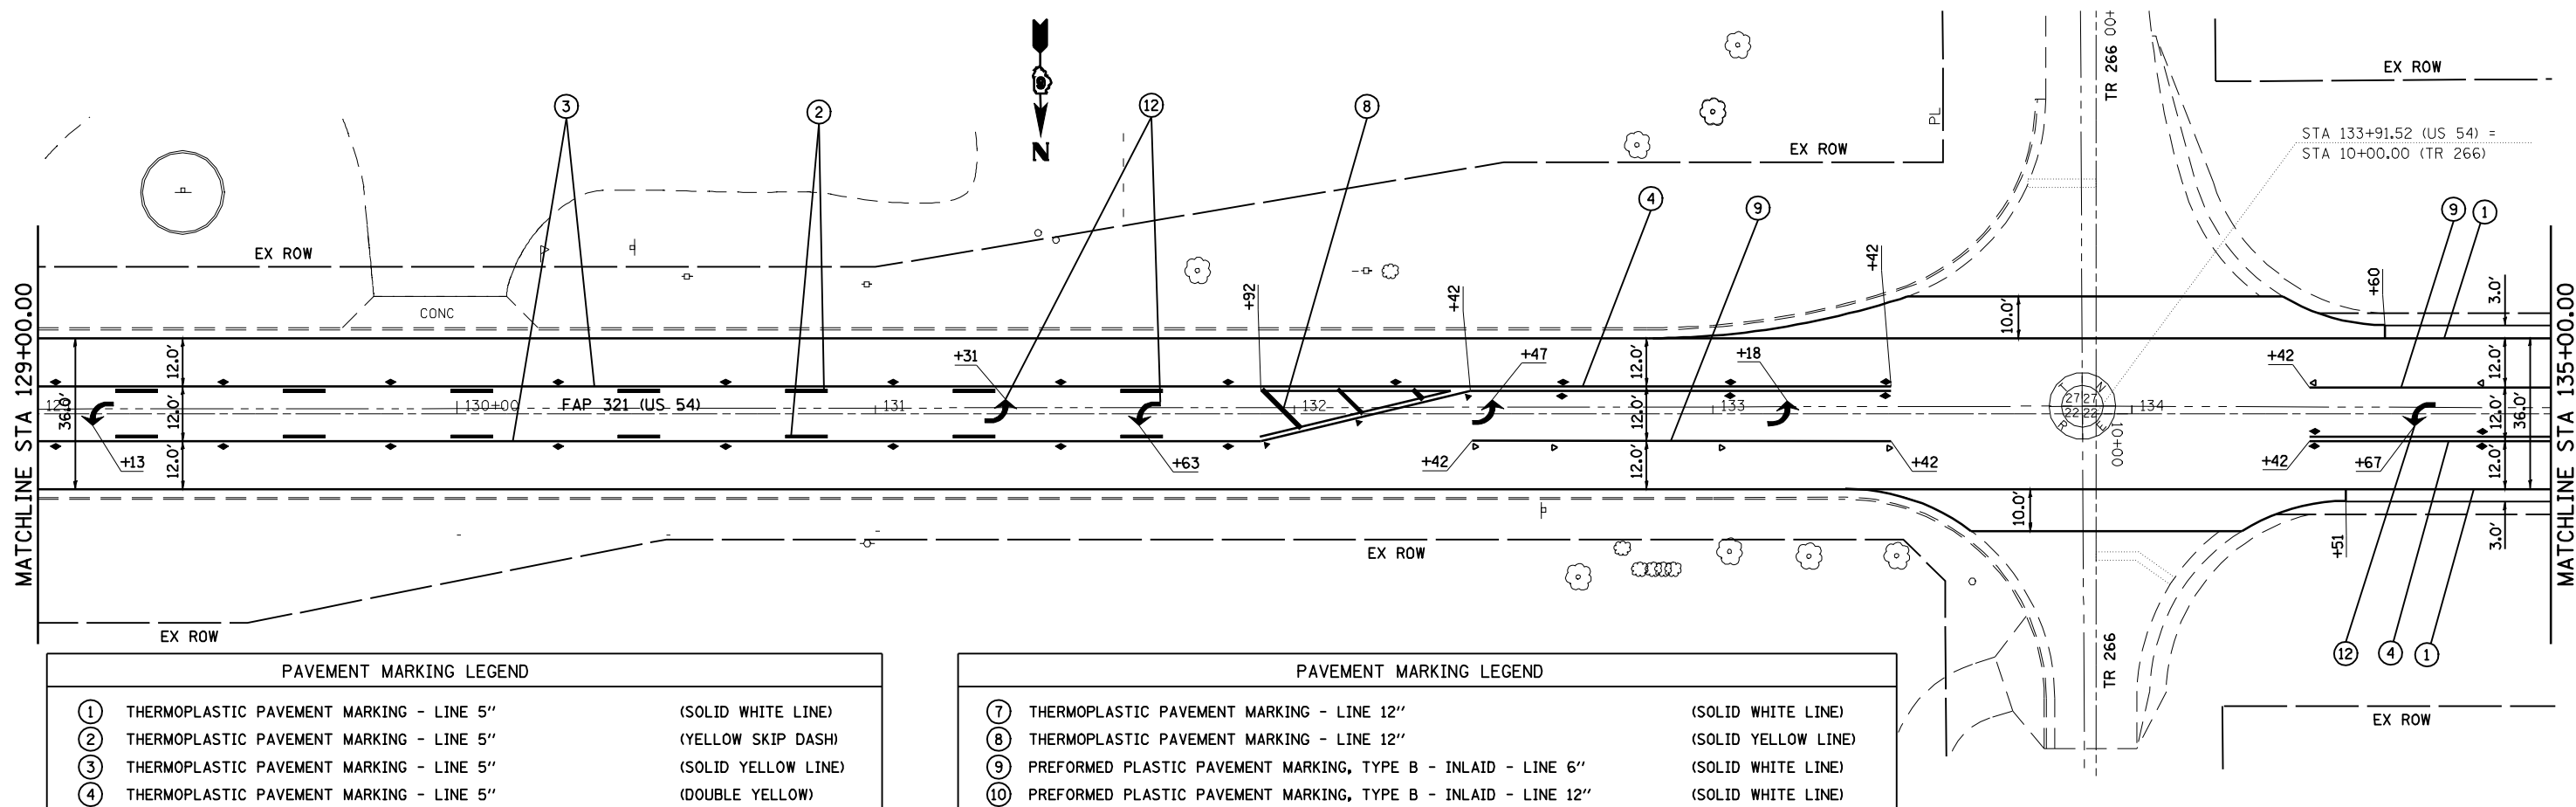 TR 266
00+
EX ROW
3
2
12
8
N
EX ROW
PL
STA 133+91.52 (US 54) =
STA 10+00.00 (TR 266)
4
9
9
1
EX ROW
+42
+60
3.0'
CONC
+92
+42
10.0'
MATCHLINE STA 129+00.00
MATCHLINE STA 135+00.00
12.0'
+31
+47
12.0'
+18
+42
12.0'
36.0'
12.0'
130+00
FAP 321 (US 54)
131
132
12.0'
133
27 27
22 22
134
12.0'
36.0'
10+00
+13
12.0'
+63
+42
12.0'
+42
+42
+67
12.0'
10.0'
+51
3.0'
EX ROW
EX ROW
TR 266
12
4
1
EX ROW
PAVEMENT MARKING LEGEND
1 THERMOPLASTIC PAVEMENT MARKING - LINE 5" (SOLID WHITE LINE)
2 THERMOPLASTIC PAVEMENT MARKING - LINE 5" (YELLOW SKIP DASH)
3 THERMOPLASTIC PAVEMENT MARKING - LINE 5" (SOLID YELLOW LINE)
4 THERMOPLASTIC PAVEMENT MARKING - LINE 5" (DOUBLE YELLOW)
PAVEMENT MARKING LEGEND
7 THERMOPLASTIC PAVEMENT MARKING - LINE 12" (SOLID WHITE LINE)
8 THERMOPLASTIC PAVEMENT MARKING - LINE 12" (SOLID YELLOW LINE)
9 PREFORMED PLASTIC PAVEMENT MARKING, TYPE B - INLAID - LINE 6" (SOLID WHITE LINE)
10 PREFORMED PLASTIC PAVEMENT MARKING, TYPE B - INLAID - LINE 12" (SOLID WHITE LINE)